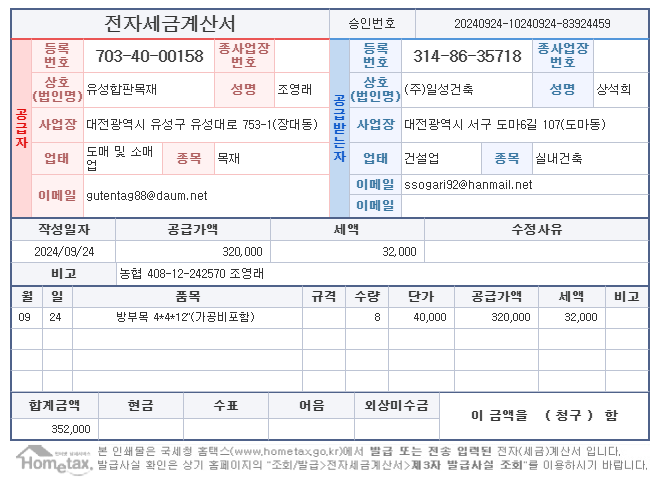 전자세금계산서 승인번호 20240924-10240924-83924459
공급자
등록번호 703-40-00158 종사업장번호
상호(법인명) 유성합판목재 성명 조영래
사업장 대전광역시 유성구 유성대로 753-1(장대동)
업태 도매 및 소매업 종목 목재
이메일 gutentag88@daum.net
공급받는자
등록번호 314-86-35718 종사업장번호
상호(법인명) (주)일성건축 성명 상석희
사업장 대전광역시 서구 도마6길 107(도마동)
업태 건설업 종목 실내건축
이메일 ssogari92@hanmail.net
이메일
작성일자 공급가액 세액 수정사유
2024/09/24 320,000 32,000
비고 농협 408-12-242570 조영래
월 일 품목 규격 수량 단가 공급가액 세액 비고
09 24 방부목 4*4*12"(가공비포함) 8 40,000 320,000 32,000
합계금액 현금 수표 어음 외상미수금 이 금액을 ( 청구 ) 함
352,000
Hometax. 본 인쇄물은 국세청 홈택스(www.hometax.go.kr)에서 발급 또는 전송 입력된 전자(세금)계산서 입니다.
발급사실 확인은 상기 홈페이지의 "조회/발급>전자세금계산서>제3자 발급사실 조회"를 이용하시기 바랍니다.